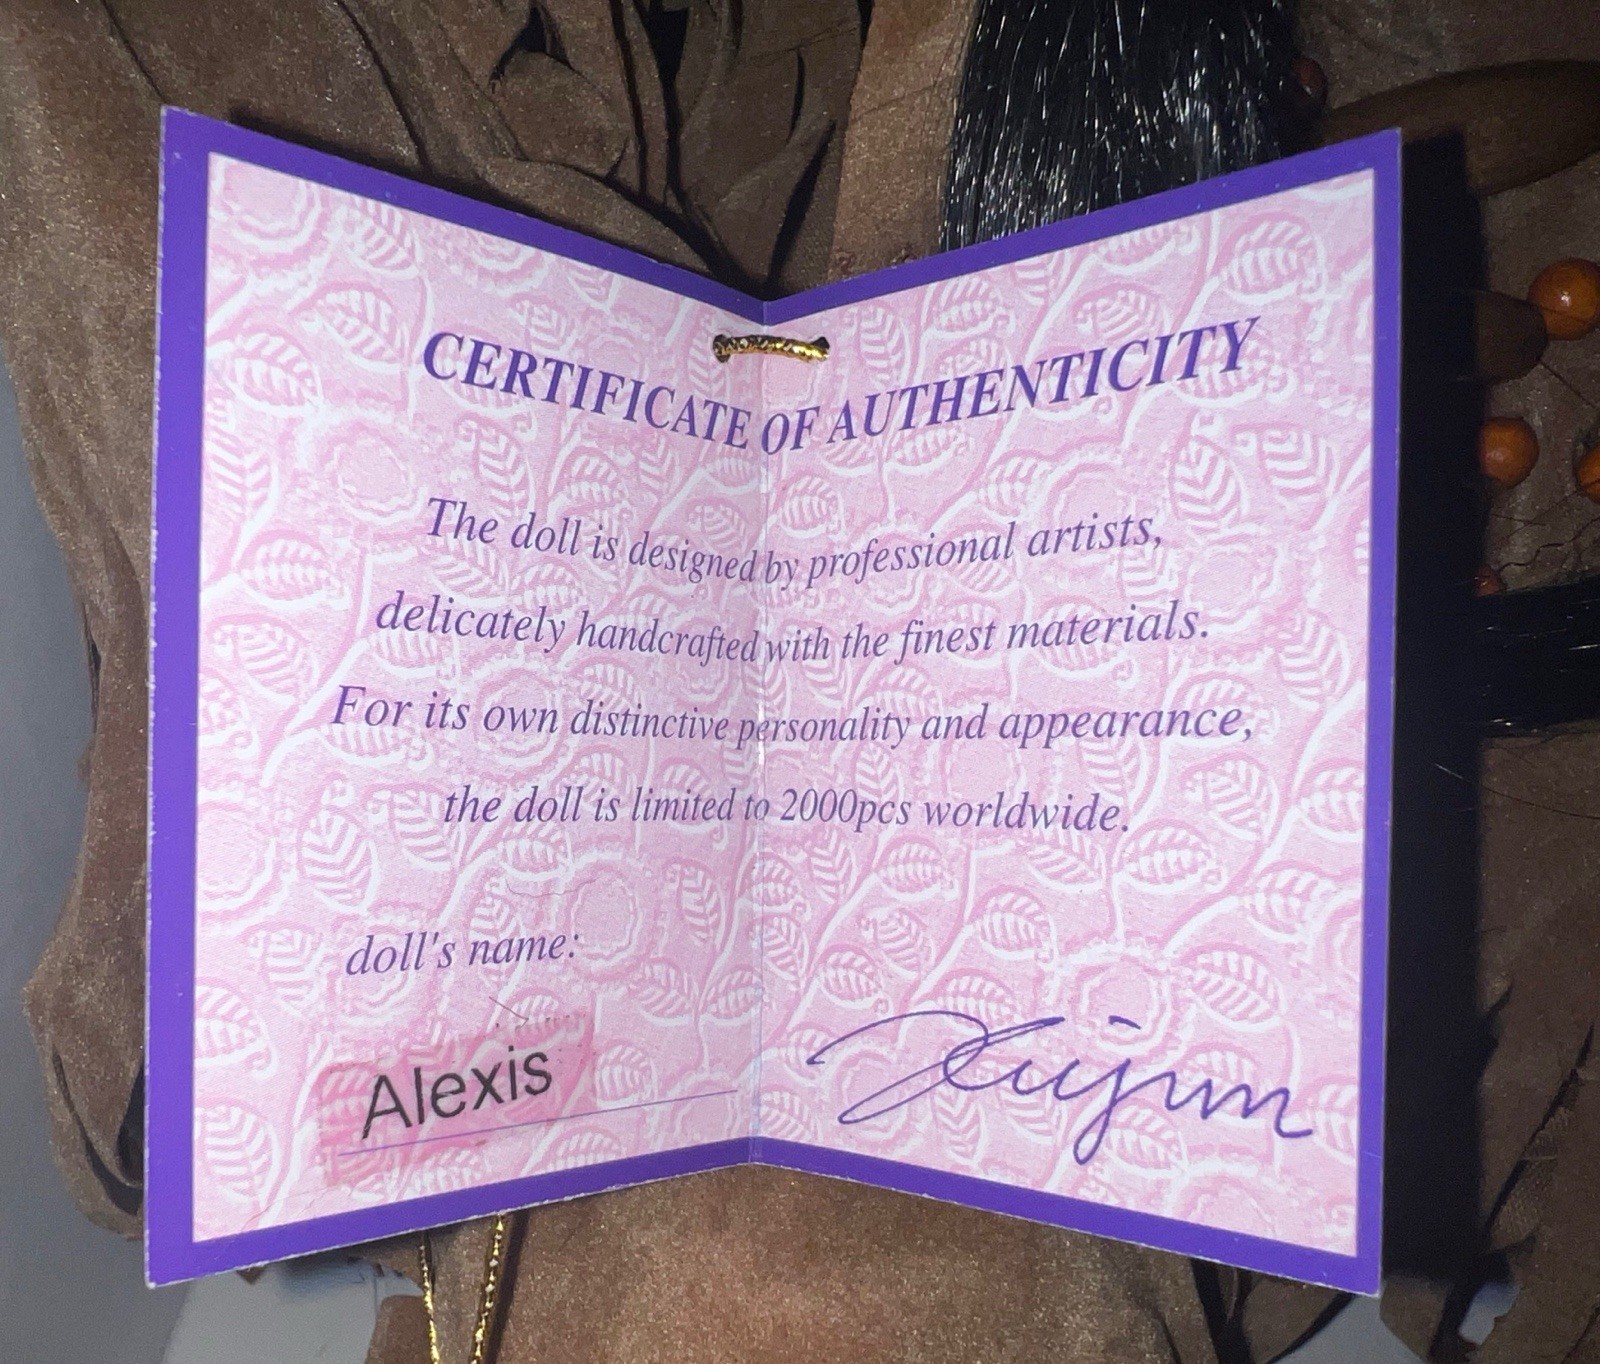 CERTIFICATE OF AUTHENTICITY
The doll is designed by professional artists,
delicately handcrafted with the finest materials.
For its own distinctive personality and appearance,
the doll is limited to 2000pcs worldwide.
doll's name:
Alexis